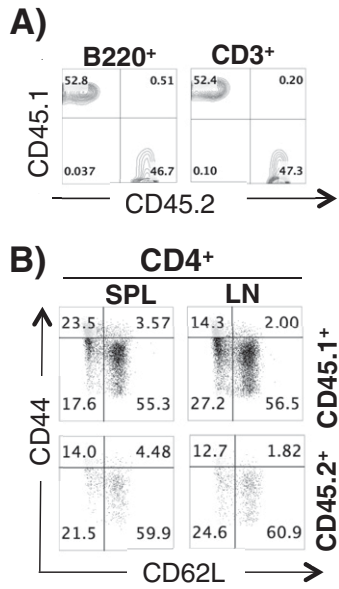 A)
B220+ CD3+
52.8 0.51 52.4 0.20
CD45.1
0.037 46.7 0.10 47.3
CD45.2
B)
CD4+
SPL LN
23.5 3.57 14.3 2.00
CD45.1+
17.6 55.3 27.2 56.5
CD44
14.0 4.48 12.7 1.82
CD45.2+
21.5 59.9 24.6 60.9
CD62L